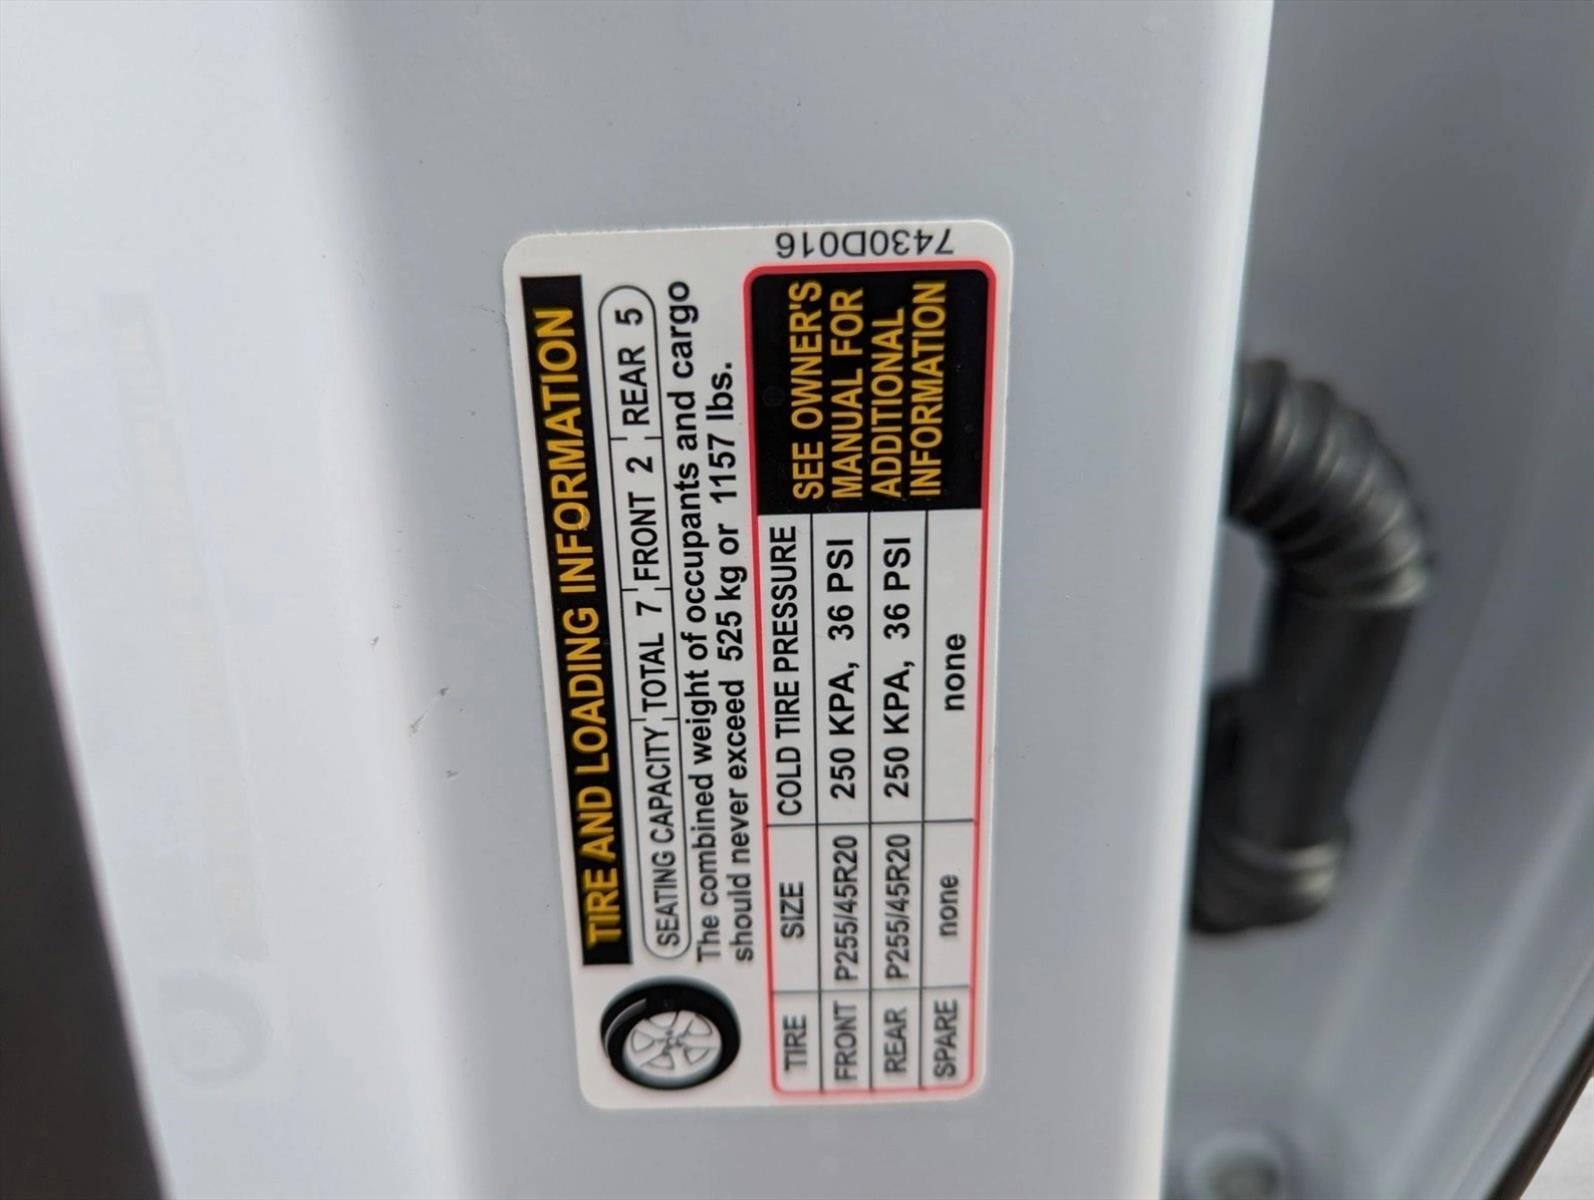 TIRE AND LOADING INFORMATION
SEATING CAPACITY TOTAL 7 FRONT 2 REAR 5
The combined weight of occupants and cargo
should never exceed 525 kg or 1157 lbs.
TIRE SIZE COLD TIRE PRESSURE
FRONT P255/45R20 250 KPA, 36 PSI
REAR P255/45R20 250 KPA, 36 PSI
SPARE none none
SEE OWNER'S
MANUAL FOR
ADDITIONAL
INFORMATION
7430D016